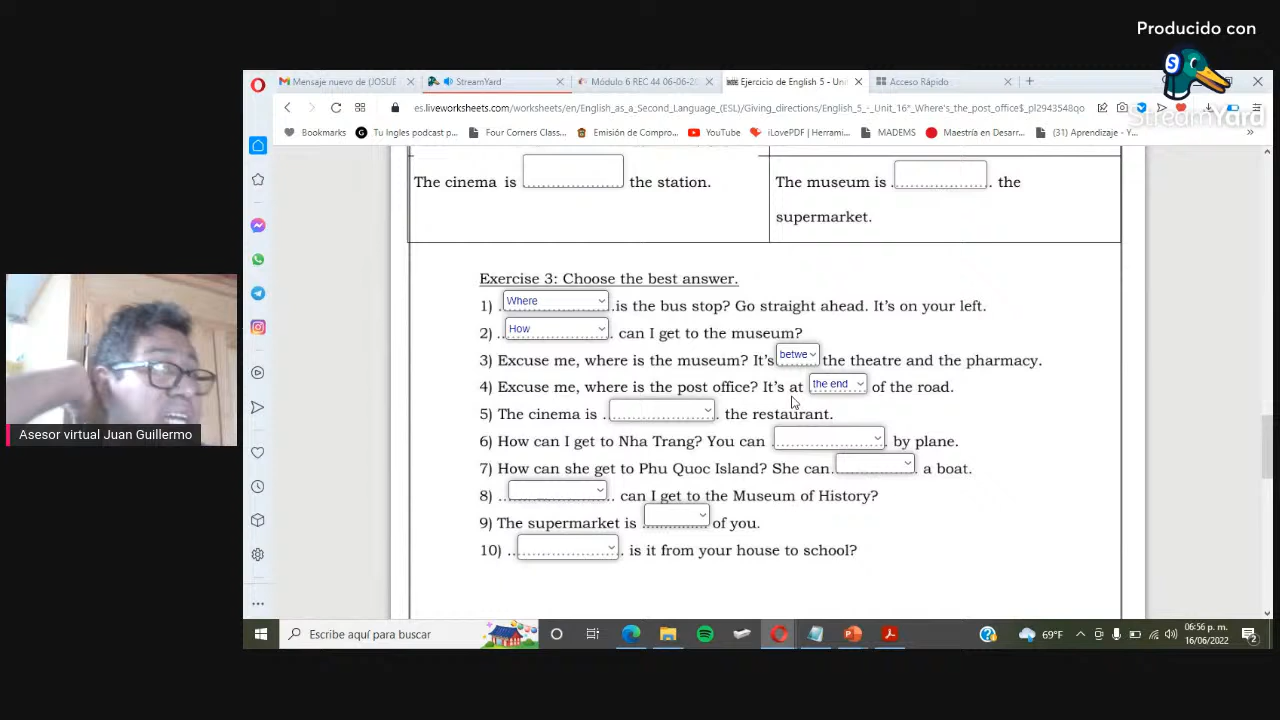 Producido con
StreamYard
Mensaje nuevo de (JOSUÉ
StreamYard
Módulo 6 REC 44 06-06-20
Ejercicio de English 5 - Uni
Acceso Rápido
es.liveworksheets.com/worksheets/en/English_as_a_Second_Language_(ESL)/Giving_directions/English_5_-_Unit_16*_Where's_the_post_office$_pl2943548qo
Bookmarks
Tu Ingles podcast p...
Four Corners Class...
Emisión de Compro...
YouTube
iLovePDF | Herrami...
MADEMS
Maestría en Desarr...
(31) Aprendizaje - Y...
The cinema is the station.
The museum is the
supermarket.
Exercise 3: Choose the best answer.
1) Where is the bus stop? Go straight ahead. It's on your left.
2) How can I get to the museum?
3) Excuse me, where is the museum? It's betwe the theatre and the pharmacy.
4) Excuse me, where is the post office? It's at the end of the road.
5) The cinema is the restaurant.
6) How can I get to Nha Trang? You can by plane.
7) How can she get to Phu Quoc Island? She can a boat.
8) can I get to the Museum of History?
9) The supermarket is of you.
10) is it from your house to school?
Asesor virtual Juan Guillermo
Escribe aquí para buscar
69°F
06:56 p. m.
16/06/2022
2